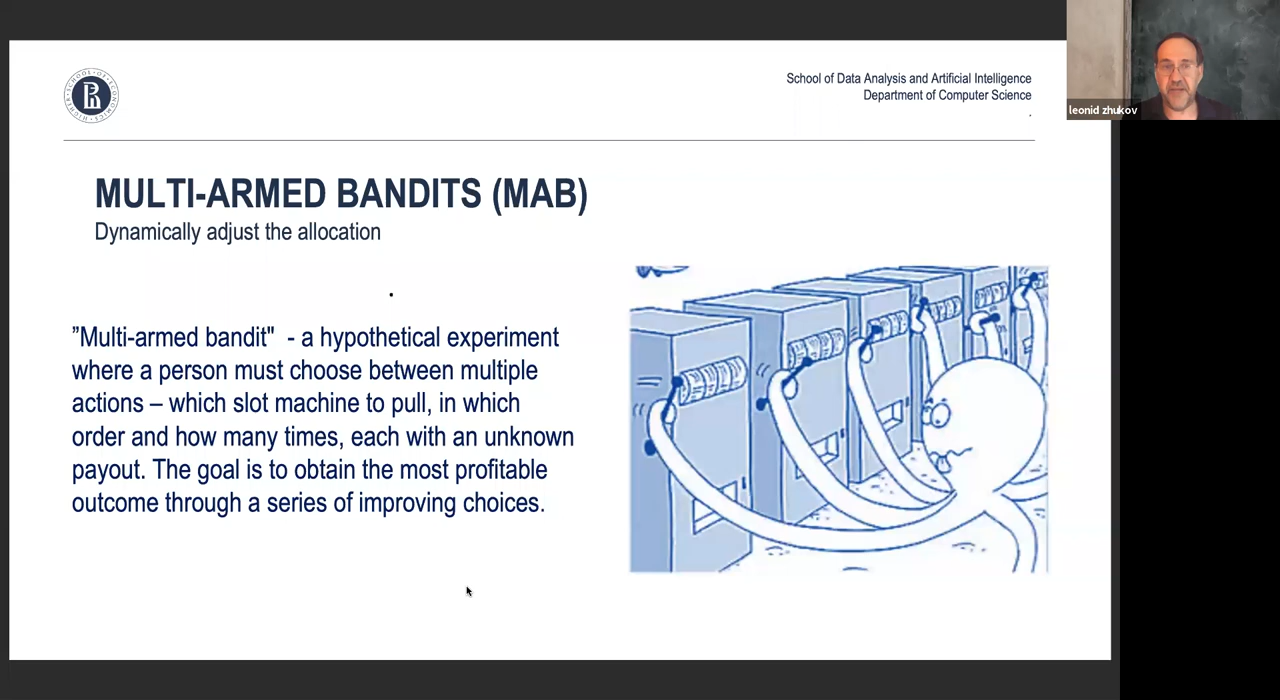 School of Data Analysis and Artificial Intelligence
Department of Computer Science
.
leonid zhukov
MULTI-ARMED BANDITS (MAB)
Dynamically adjust the allocation
.
”Multi-armed bandit"  - a hypothetical experiment
where a person must choose between multiple
actions – which slot machine to pull, in which
order and how many times, each with an unknown
payout. The goal is to obtain the most profitable
outcome through a series of improving choices.